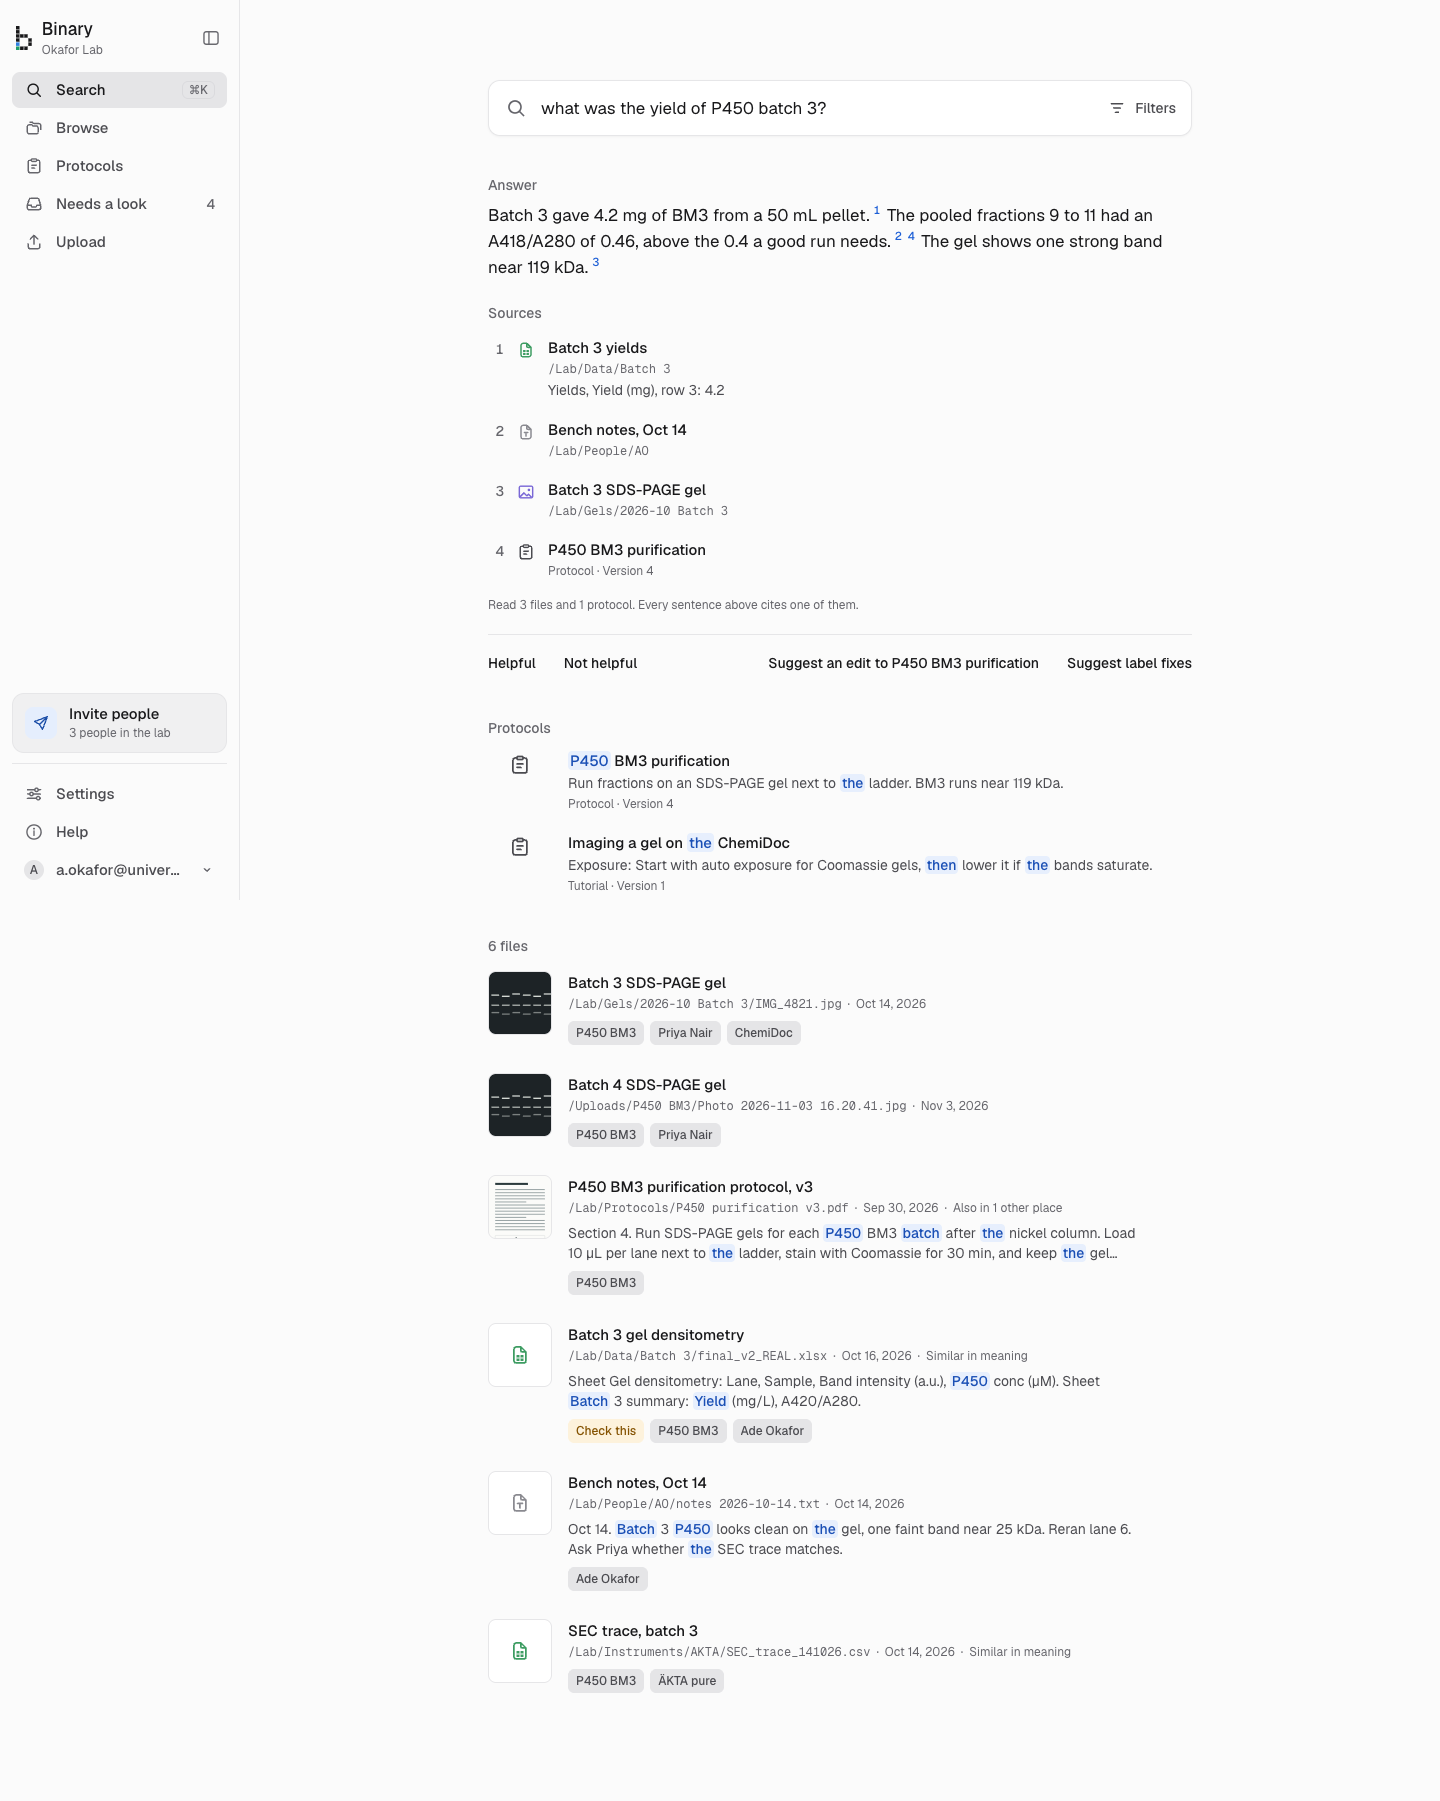 Binary
Okafor Lab
Search ⌘K
Browse
Protocols
Needs a look 4
Upload
Invite people
3 people in the lab
Settings
Help
A a.okafor@univer...
what was the yield of P450 batch 3?
Filters
Answer
Batch 3 gave 4.2 mg of BM3 from a 50 mL pellet. 1 The pooled fractions 9 to 11 had an
A418/A280 of 0.46, above the 0.4 a good run needs. 2 4 The gel shows one strong band
near 119 kDa. 3
Sources
1 Batch 3 yields
/Lab/Data/Batch 3
Yields, Yield (mg), row 3: 4.2
2 Bench notes, Oct 14
/Lab/People/AO
3 Batch 3 SDS-PAGE gel
/Lab/Gels/2026-10 Batch 3
4 P450 BM3 purification
Protocol · Version 4
Read 3 files and 1 protocol. Every sentence above cites one of them.
Helpful Not helpful Suggest an edit to P450 BM3 purification Suggest label fixes
Protocols
P450 BM3 purification
Run fractions on an SDS-PAGE gel next to the ladder. BM3 runs near 119 kDa.
Protocol · Version 4
Imaging a gel on the ChemiDoc
Exposure: Start with auto exposure for Coomassie gels, then lower it if the bands saturate.
Tutorial · Version 1
6 files
Batch 3 SDS-PAGE gel
/Lab/Gels/2026-10 Batch 3/IMG_4821.jpg · Oct 14, 2026
P450 BM3 Priya Nair ChemiDoc
Batch 4 SDS-PAGE gel
/Uploads/P450 BM3/Photo 2026-11-03 16.20.41.jpg · Nov 3, 2026
P450 BM3 Priya Nair
P450 BM3 purification protocol, v3
/Lab/Protocols/P450 purification v3.pdf · Sep 30, 2026 · Also in 1 other place
Section 4. Run SDS-PAGE gels for each P450 BM3 batch after the nickel column. Load
10 µL per lane next to the ladder, stain with Coomassie for 30 min, and keep the gel…
P450 BM3
Batch 3 gel densitometry
/Lab/Data/Batch 3/final_v2_REAL.xlsx · Oct 16, 2026 · Similar in meaning
Sheet Gel densitometry: Lane, Sample, Band intensity (a.u.), P450 conc (µM). Sheet
Batch 3 summary: Yield (mg/L), A420/A280.
Check this P450 BM3 Ade Okafor
Bench notes, Oct 14
/Lab/People/AO/notes 2026-10-14.txt · Oct 14, 2026
Oct 14. Batch 3 P450 looks clean on the gel, one faint band near 25 kDa. Reran lane 6.
Ask Priya whether the SEC trace matches.
Ade Okafor
SEC trace, batch 3
/Lab/Instruments/AKTA/SEC_trace_141026.csv · Oct 14, 2026 · Similar in meaning
P450 BM3 ÄKTA pure